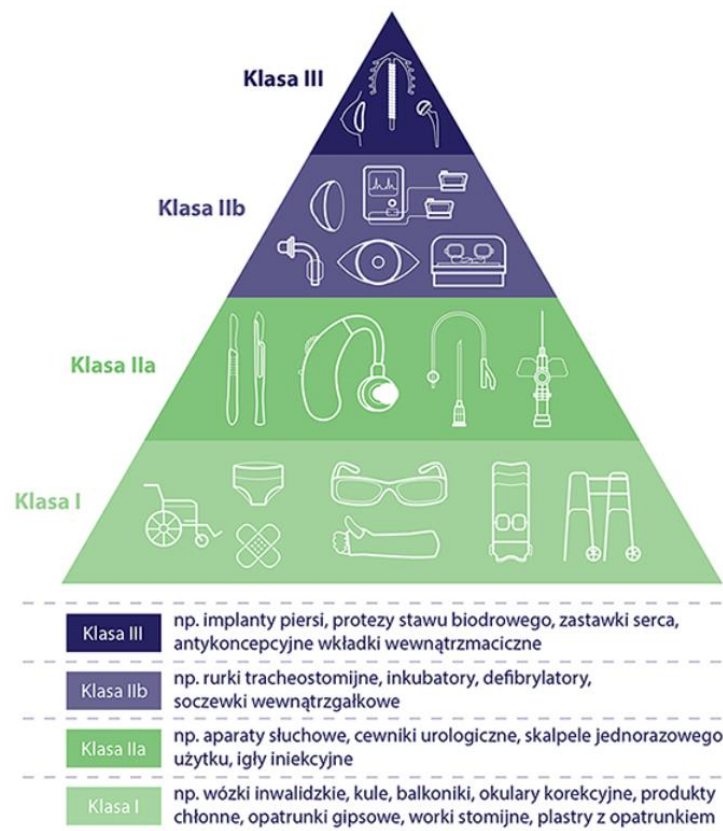 Klasa III
Klasa IIb
Klasa IIa
Klasa I
Klasa III
np. implanty piersi, protezy stawu biodrowego, zastawki serca,
antykoncepcyjne wkładki wewnątrzmaciczne
Klasa IIb
np. rurki tracheostomijne, inkubatory, defibrylatory,
soczewki wewnątrzgałkowe
Klasa IIa
np. aparaty słuchowe, cewniki urologiczne, skalpele jednorazowego
użytku, igły iniekcyjne
Klasa I
np. wózki inwalidzkie, kule, balkoniki, okulary korekcyjne, produkty
chłonne, opatrunki gipsowe, worki stomijne, plastry z opatrunkiem